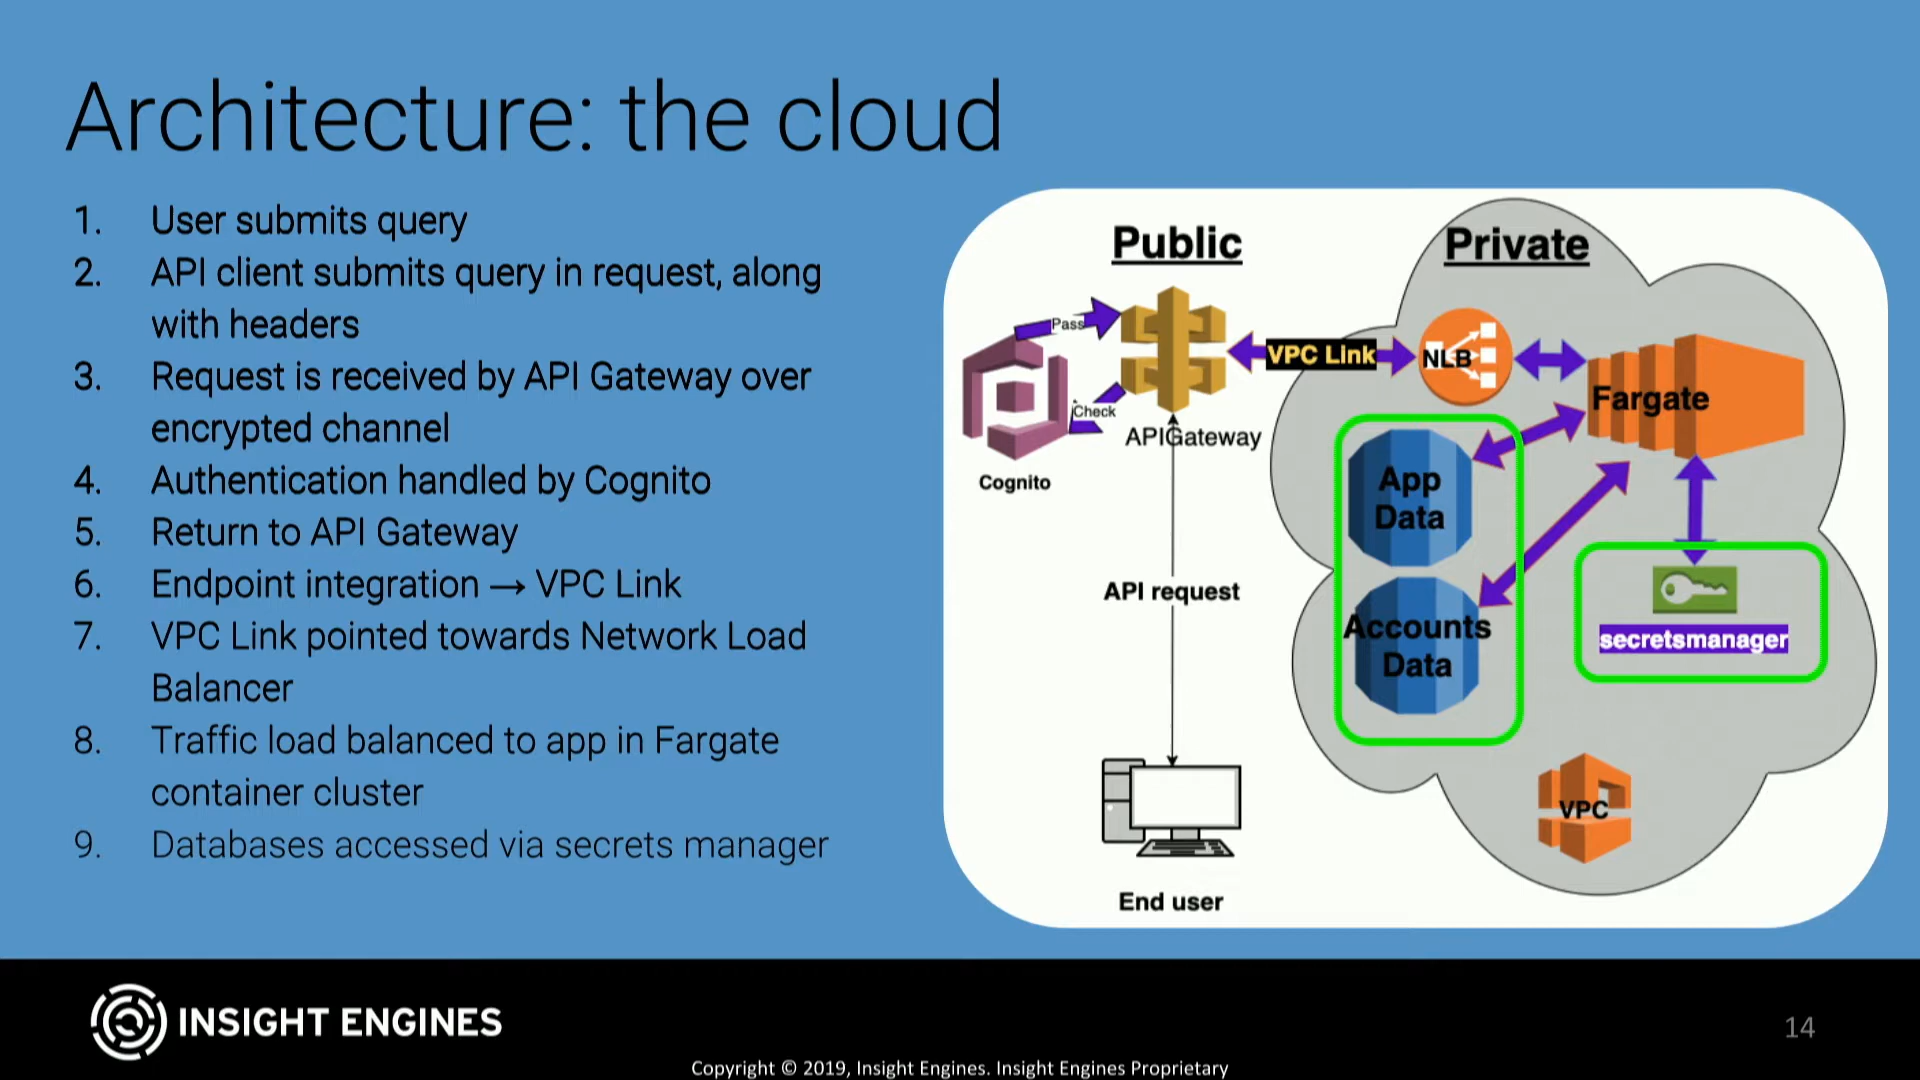 Architecture: the cloud
1. User submits query
2. API client submits query in request, along
with headers
3. Request is received by API Gateway over
encrypted channel
4. Authentication handled by Cognito
5. Return to API Gateway
6. Endpoint integration → VPC Link
7. VPC Link pointed towards Network Load
Balancer
8. Traffic load balanced to app in Fargate
container cluster
9. Databases accessed via secrets manager
Public
Private
Pass
VPC Link
NLB
Fargate
Check
APIGateway
Cognito
App
Data
API request
Accounts
Data
secretsmanager
VPC
End user
INSIGHT ENGINES
14
Copyright © 2019, Insight Engines. Insight Engines Proprietary